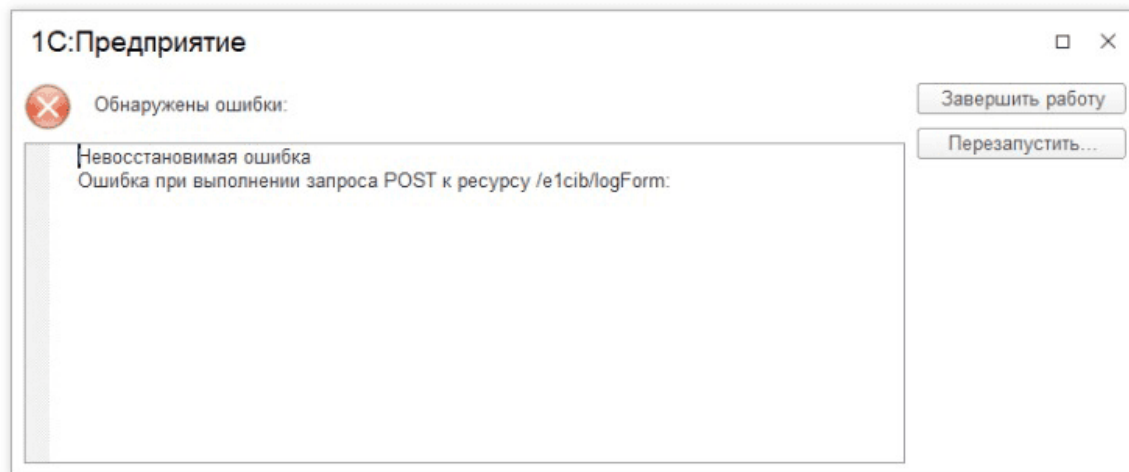 1С:Предприятие
Обнаружены ошибки:
Завершить работу
Перезапустить...
Невосстановимая ошибка
Ошибка при выполнении запроса POST к ресурсу /e1cib/logForm: